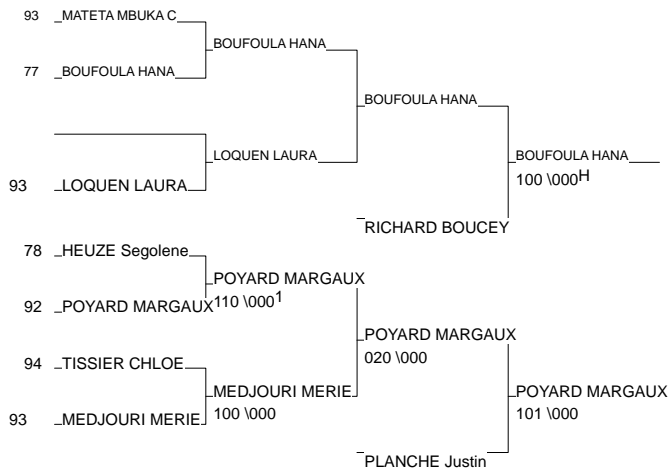 93 MATETA MBUKA C
BOUFOULA HANA
77 BOUFOULA HANA
BOUFOULA HANA
LOQUEN LAURA
BOUFOULA HANA
100 \000H
93 LOQUEN LAURA
RICHARD BOUCEY
78 HEUZE Segolene
POYARD MARGAUX
110 \0001
92 POYARD MARGAUX
POYARD MARGAUX
020 \000
94 TISSIER CHLOE
MEDJOURI MERIE
100 \000
POYARD MARGAUX
101 \000
93 MEDJOURI MERIE
PLANCHE Justin